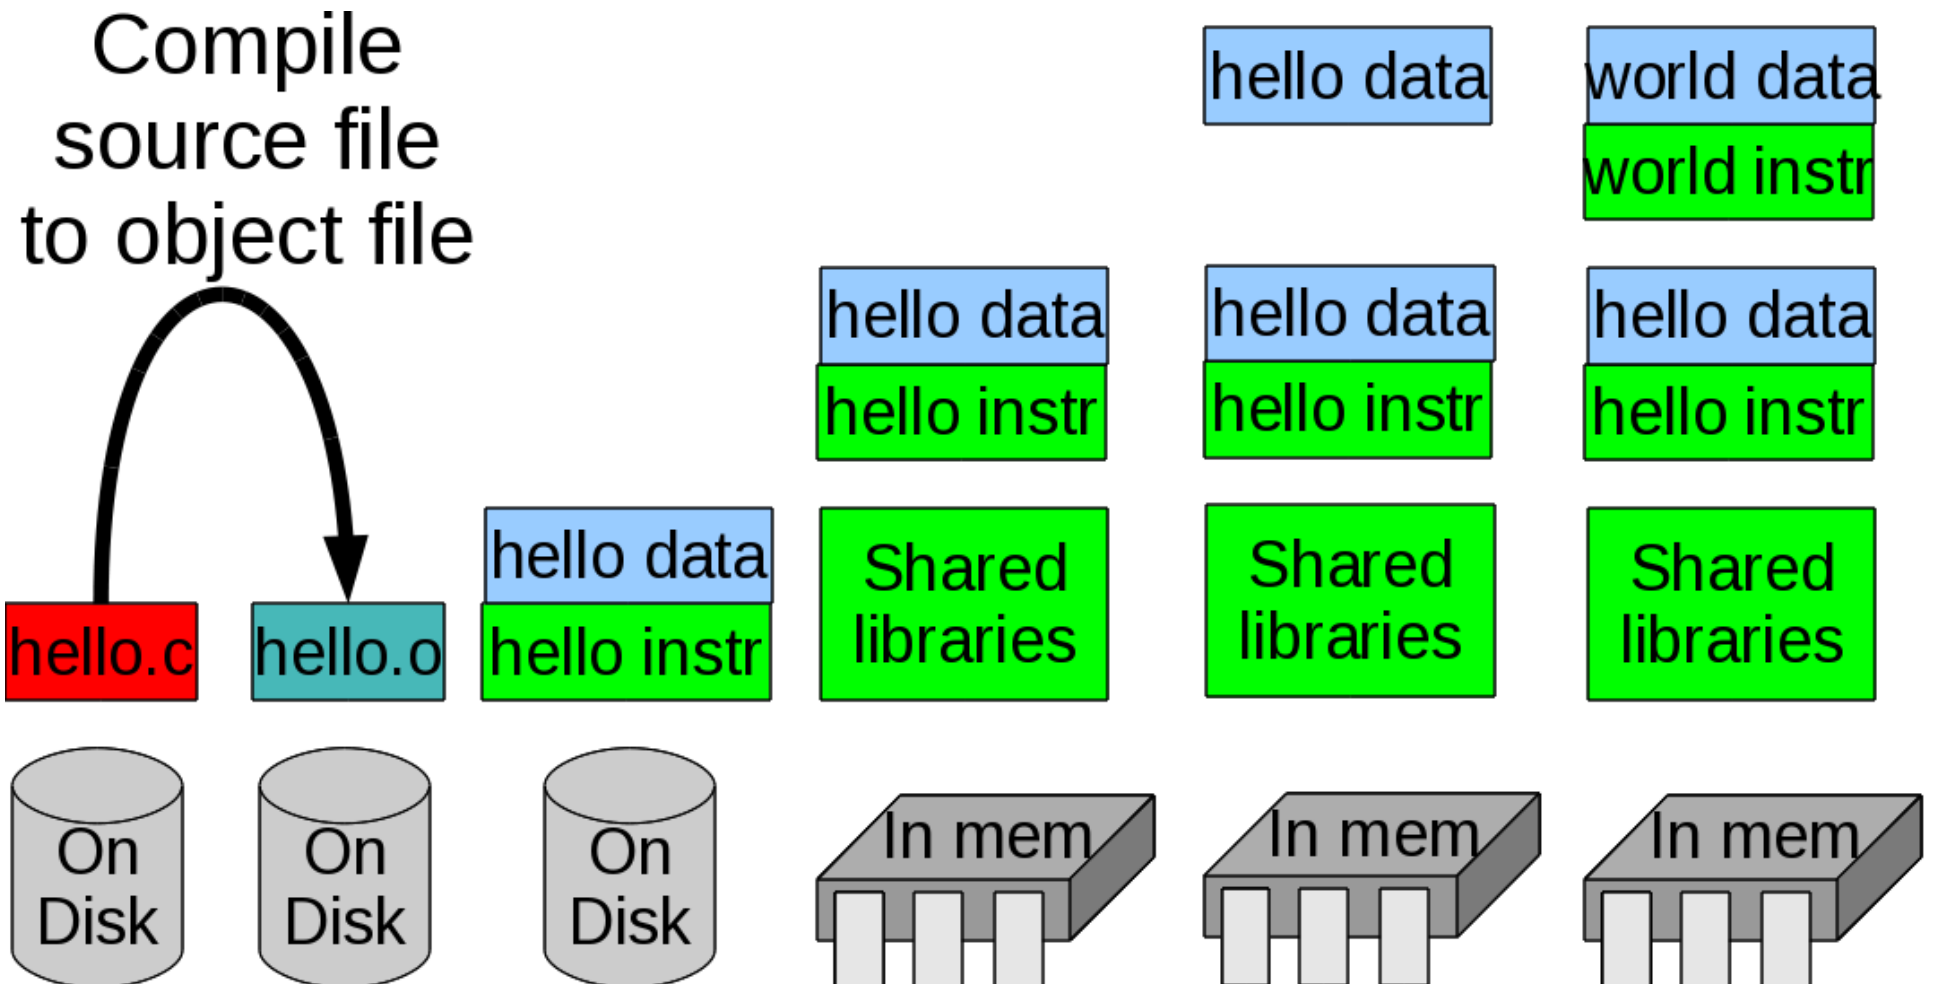 Compile
source file
to object file
hello data
world data
world instr
hello data
hello instr
hello data
hello instr
hello data
hello instr
hello.c
hello.o
hello data
hello instr
Shared
libraries
Shared
libraries
Shared
libraries
On
Disk
On
Disk
On
Disk
In mem
In mem
In mem